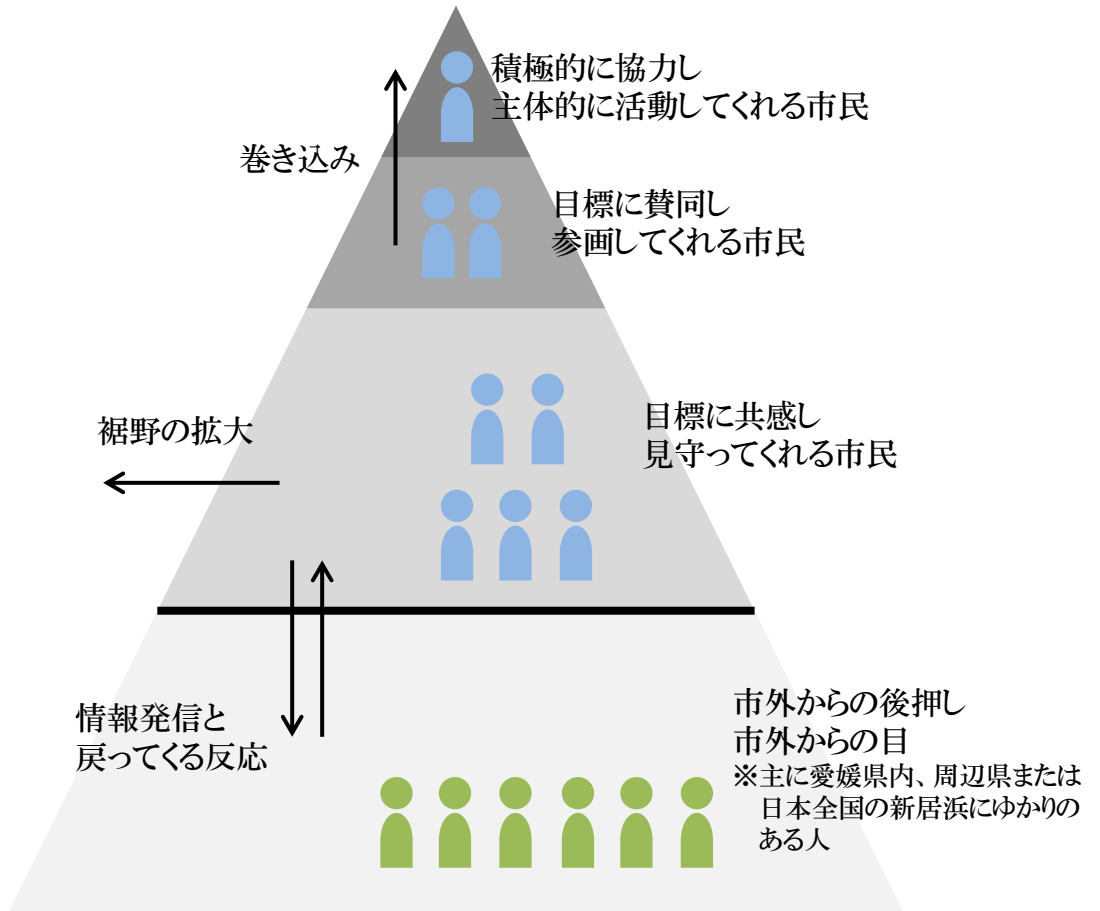 積極的に協力し
主体的に活動してくれる市民
巻き込み
目標に賛同し
参画してくれる市民
目標に共感し
見守ってくれる市民
裾野の拡大
市外からの後押し
市外からの目
※主に愛媛県内、周辺県または
日本全国の新居浜にゆかりの
ある人
情報発信と
戻ってくる反応